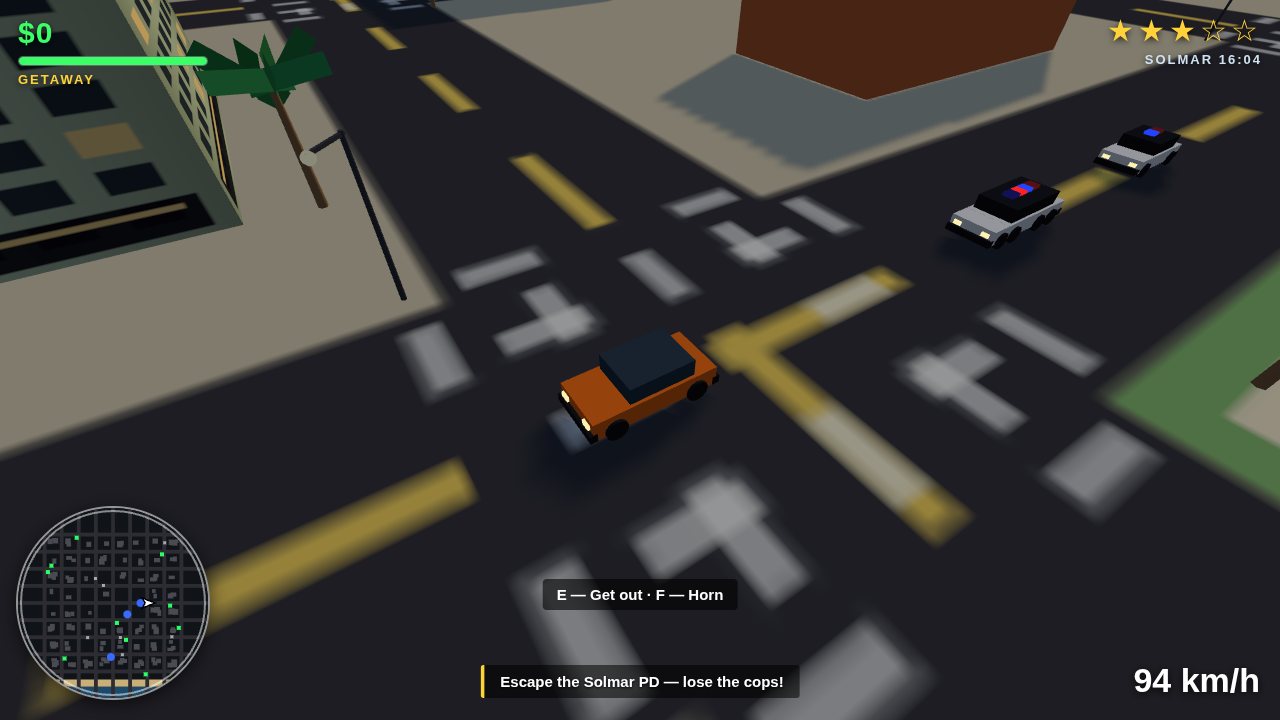 $0
GETAWAY
★★★☆☆
SOLMAR 16:04
E — Get out · F — Horn
Escape the Solmar PD — lose the cops!
94 km/h